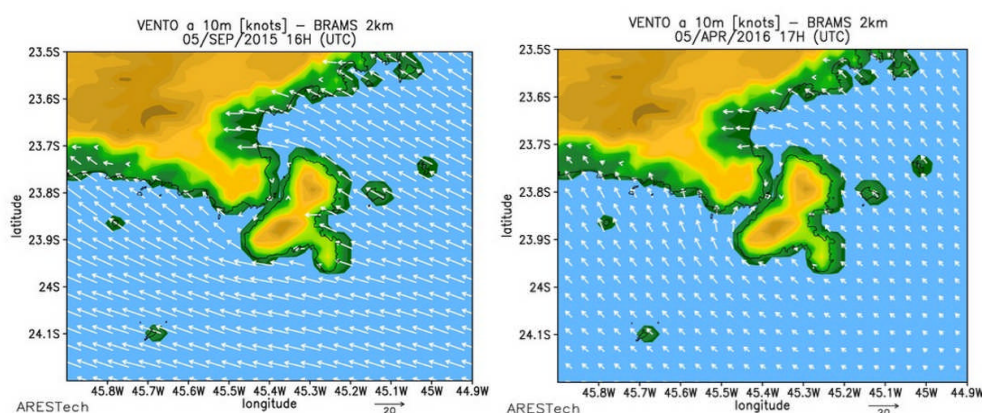 VENTO a 10m [knots] – BRAMS 2km
05/SEP/2015 16H (UTC)
23.5S
23.6S
23.7S
23.8S
23.9S
24S
24.1S
latitude
45.8W 45.7W 45.6W 45.5W 45.4W 45.3W 45.2W 45.1W 45W 44.9W
longitude
ARESTech
20
VENTO a 10m [knots] – BRAMS 2km
05/APR/2016 17H (UTC)
23.5S
23.6S
23.7S
23.8S
23.9S
24S
24.1S
latitude
45.8W 45.7W 45.6W 45.5W 45.4W 45.3W 45.2W 45.1W 45W 44.9W
longitude
ARESTech
20